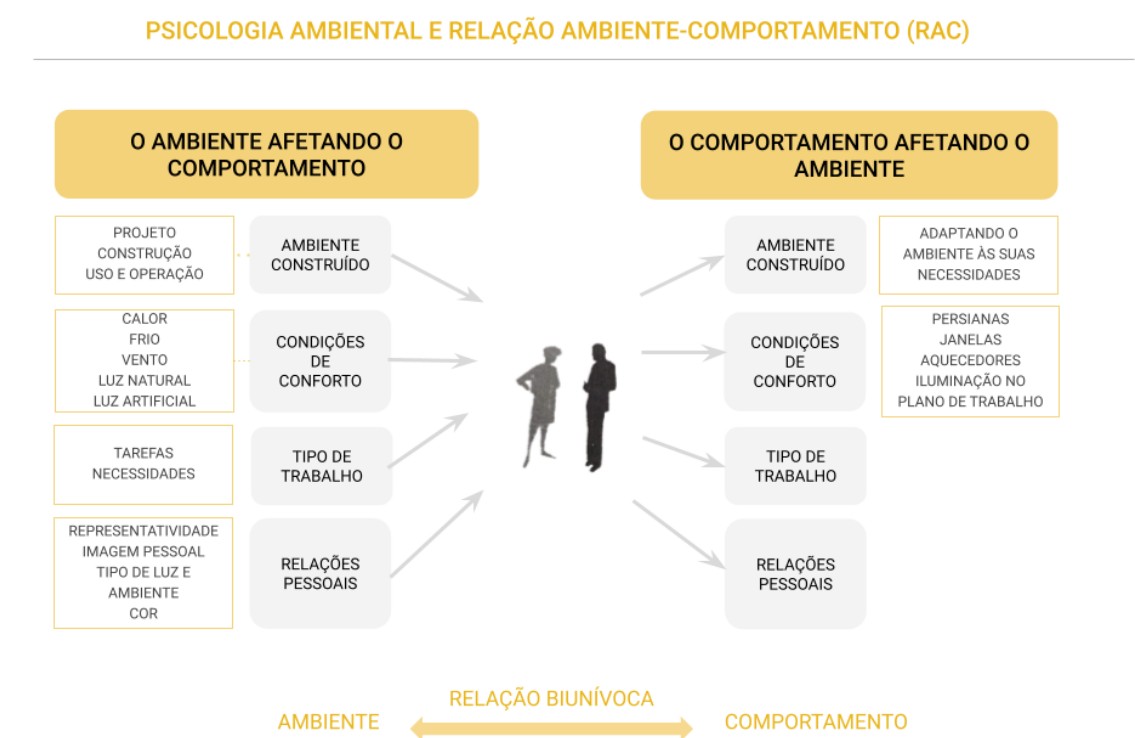 PSICOLOGIA AMBIENTAL E RELAÇÃO AMBIENTE-COMPORTAMENTO (RAC)
O AMBIENTE AFETANDO O
COMPORTAMENTO
PROJETO
CONSTRUÇÃO
USO E OPERAÇÃO
AMBIENTE
CONSTRUÍDO
CALOR
FRIO
VENTO
LUZ NATURAL
LUZ ARTIFICIAL
CONDIÇÕES
DE
CONFORTO
TAREFAS
NECESSIDADES
TIPO DE
TRABALHO
REPRESENTATIVIDADE
IMAGEM PESSOAL
TIPO DE LUZ E
AMBIENTE
COR
RELAÇÕES
PESSOAIS
O COMPORTAMENTO AFETANDO O
AMBIENTE
AMBIENTE
CONSTRUÍDO
ADAPTANDO O
AMBIENTE ÀS SUAS
NECESSIDADES
CONDIÇÕES
DE
CONFORTO
PERSIANAS
JANELAS
AQUECEDORES
ILUMINAÇÃO NO
PLANO DE TRABALHO
TIPO DE
TRABALHO
RELAÇÕES
PESSOAIS
RELAÇÃO BIUNÍVOCA
AMBIENTE
COMPORTAMENTO